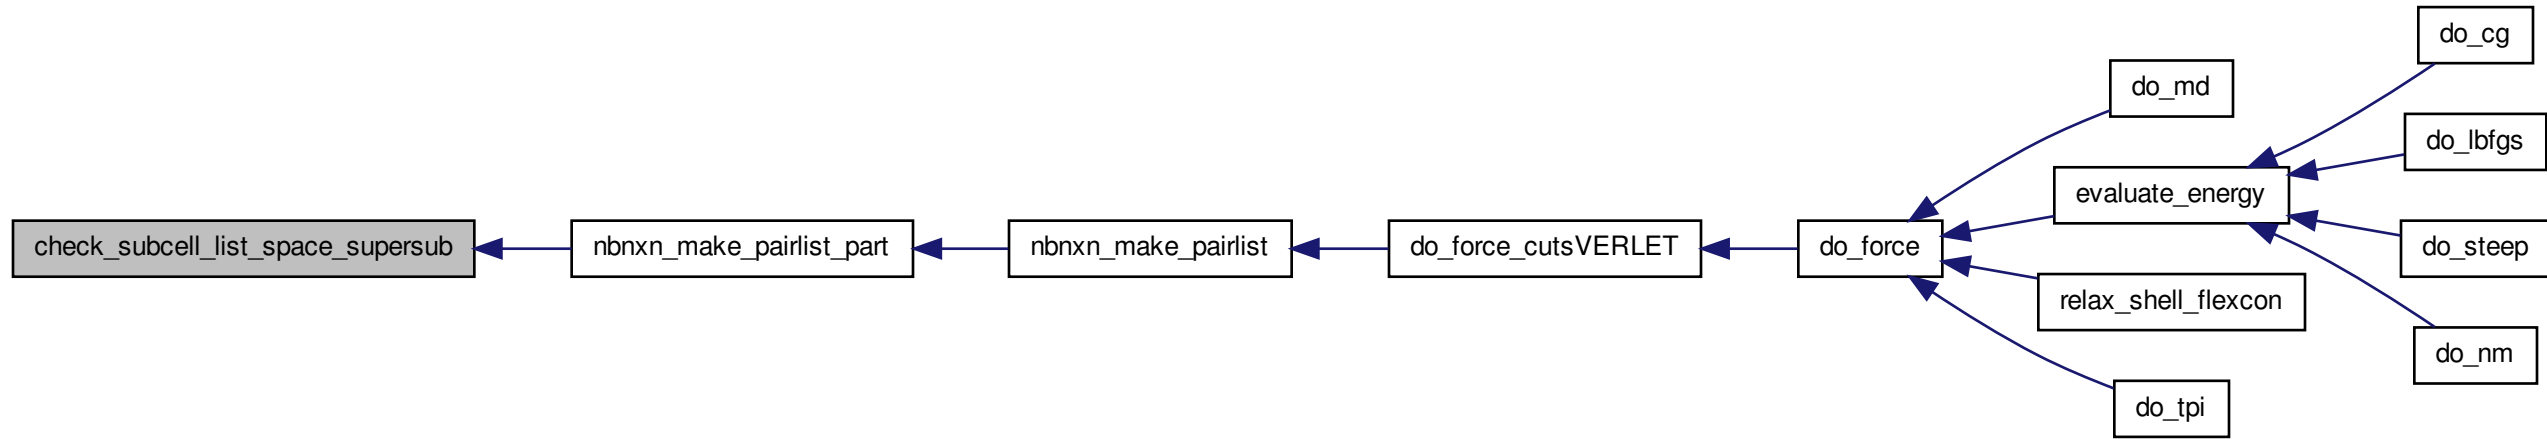 check_subcell_list_space_supersub
nbnxn_make_pairlist_part
nbnxn_make_pairlist
do_force_cutsVERLET
do_force
do_md
evaluate_energy
relax_shell_flexcon
do_tpi
do_cg
do_lbfgs
do_steep
do_nm